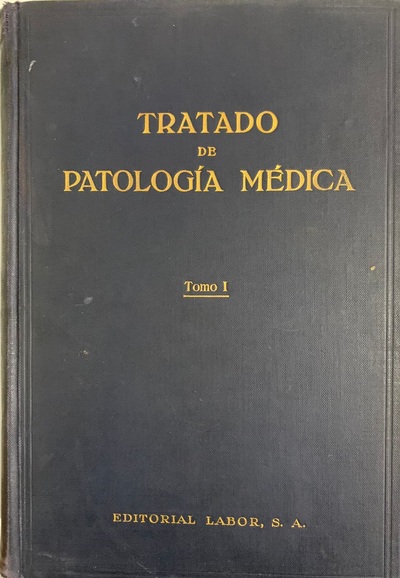 TRATADO
DE
PATOLOGÍA MÉDICA
Tomo I
EDITORIAL LABOR, S. A.